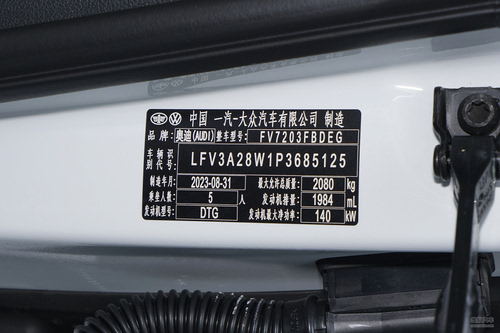 中国 一汽-大众汽车有限公司 制造
品牌: 奥迪(AUDI) 整车型号: FV7203FBDEG
车辆识别代号: LFV3A28W1P3685125
制造年月 2023-08-31 最大允许总质量 2080 kg
乘坐人数 5 人 发动机排量 1984 mL
发动机型号: DTG 发动机最大净功率: 140 kW